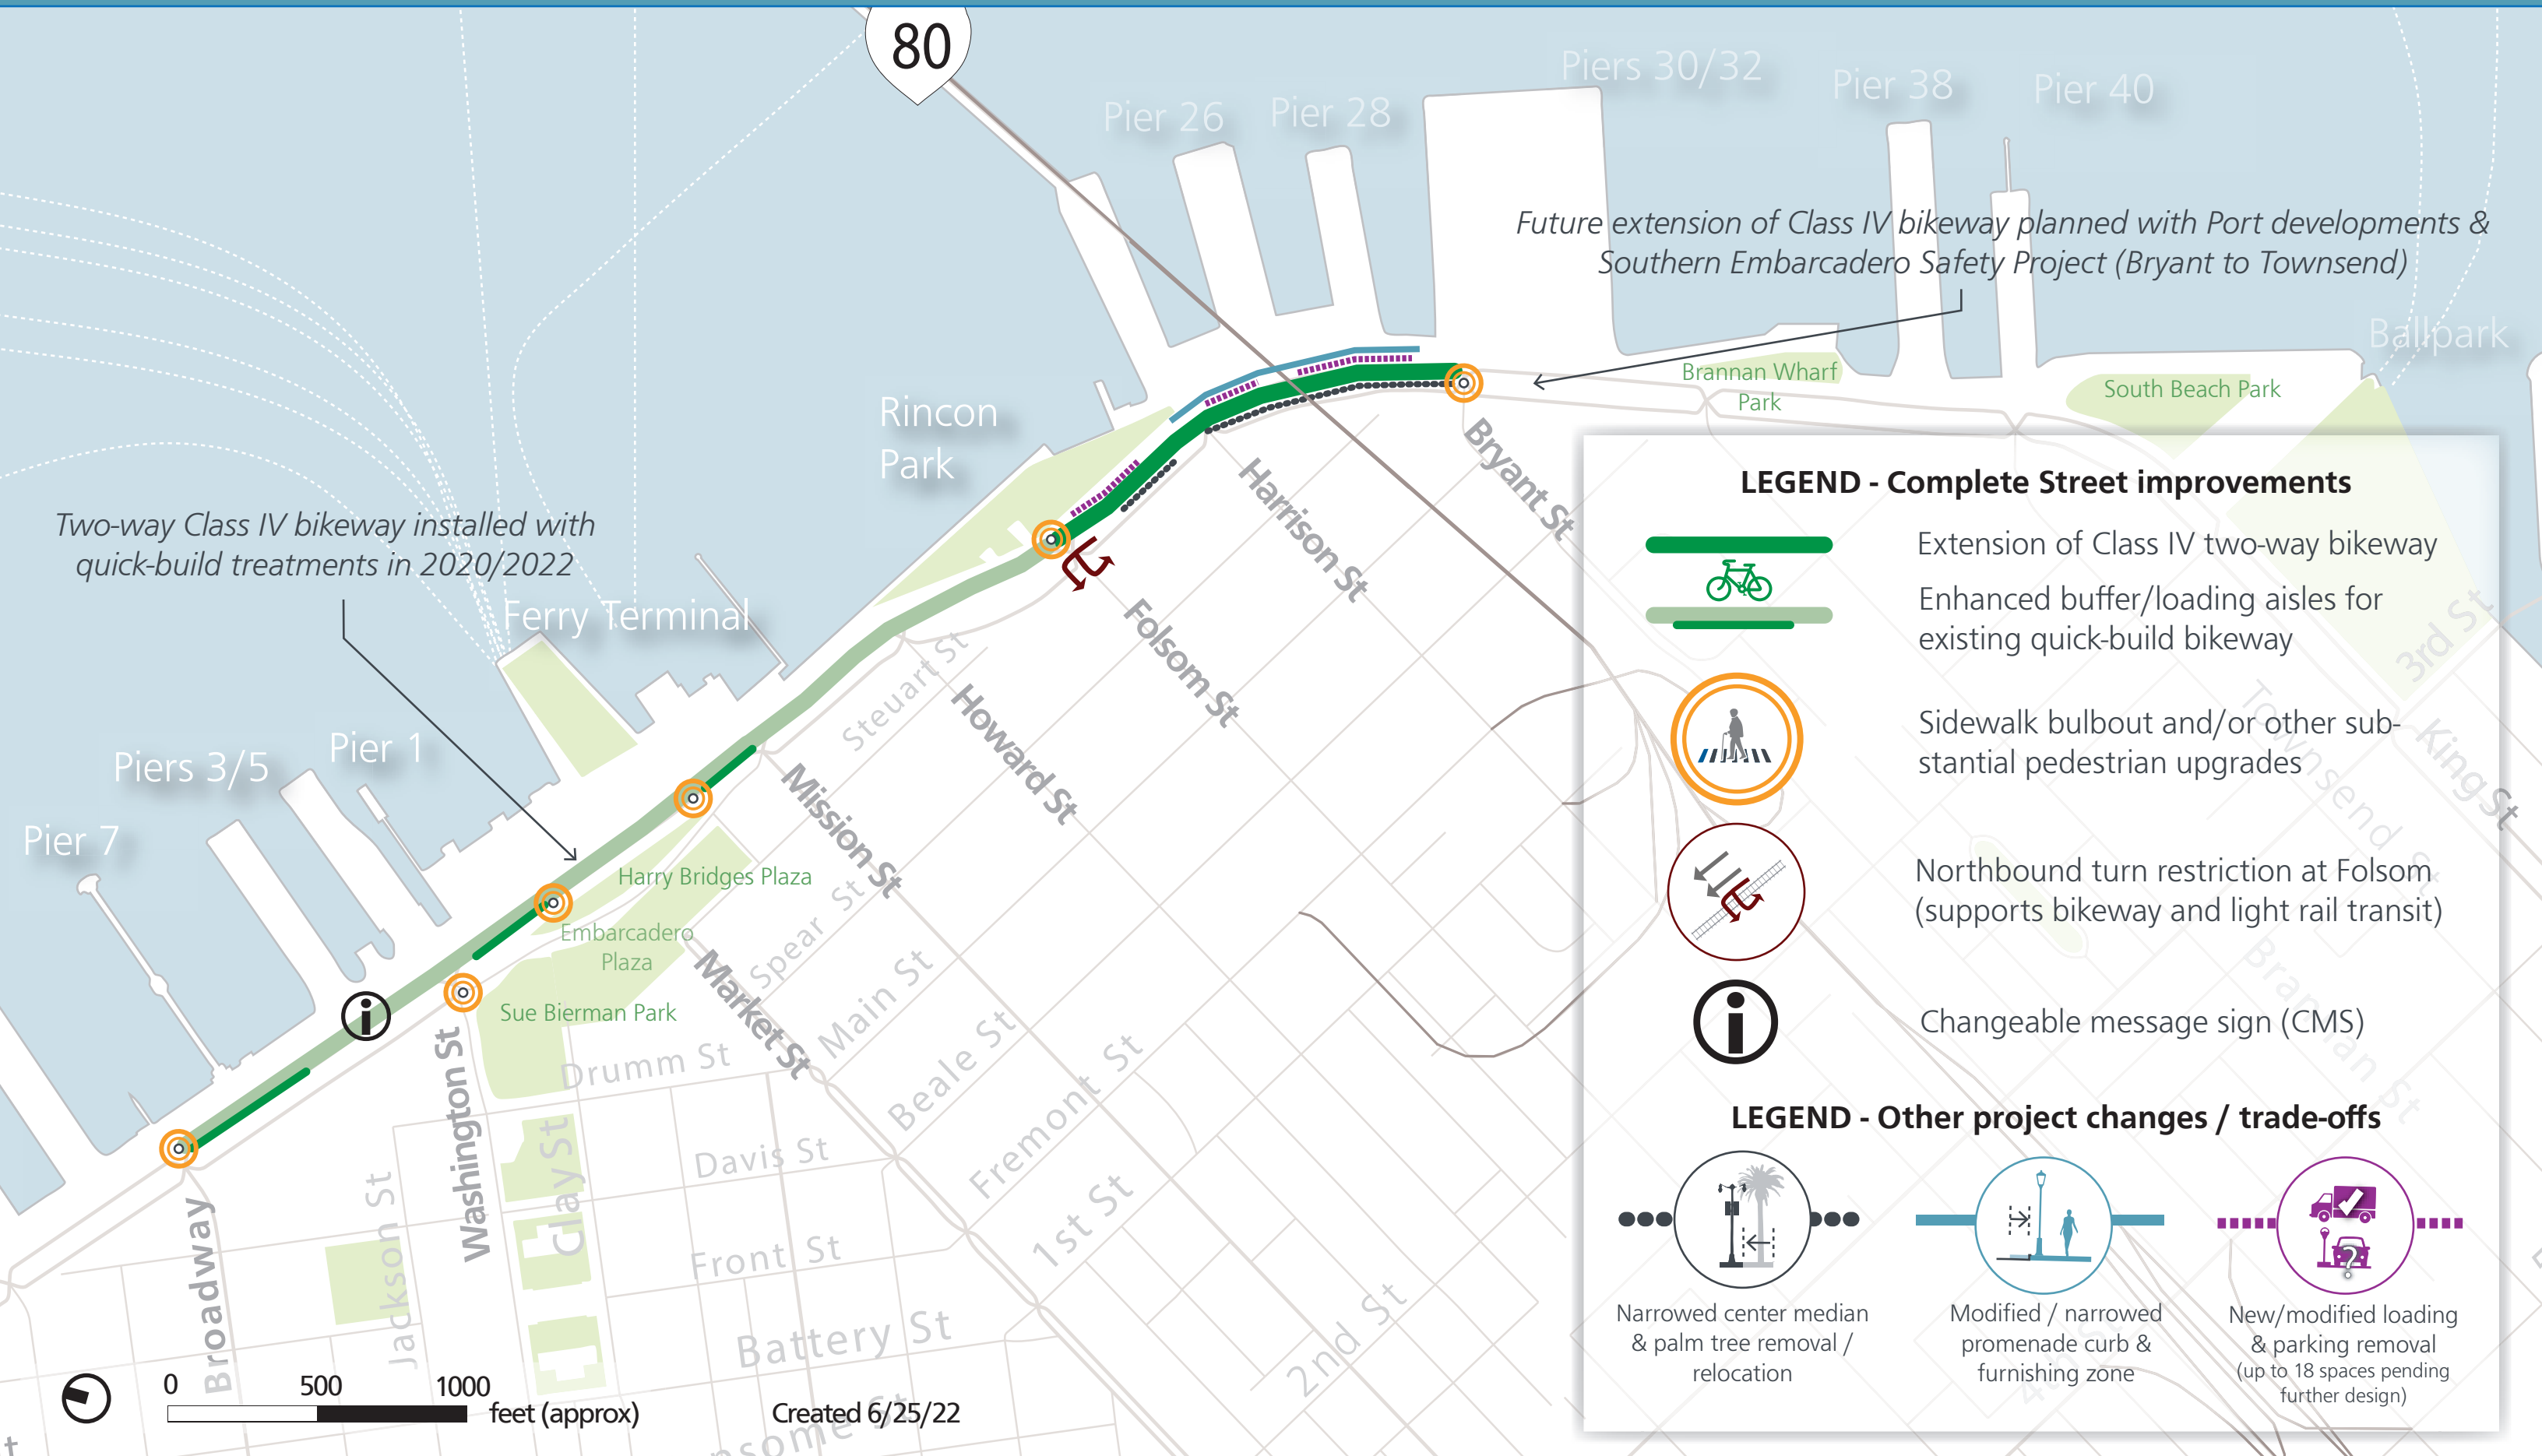 80
Pier 26
Pier 28
Piers 30/32
Pier 38
Pier 40
Future extension of Class IV bikeway planned with Port developments &
Southern Embarcadero Safety Project (Bryant to Townsend)
Ballpark
Brannan Wharf
Park
South Beach Park
Rincon
Park
Two-way Class IV bikeway installed with
quick-build treatments in 2020/2022
Ferry Terminal
Piers 3/5
Pier 1
Pier 7
Bryant St
Harrison St
Folsom St
Howard St
Steuart St
Mission St
Harry Bridges Plaza
Embarcadero
Plaza
Sue Bierman Park
Spear St
Market St
Main St
Beale St
Fremont St
1st St
2nd St
Drumm St
Davis St
Front St
Battery St
Washington St
Clay St
Jackson St
Broadway
LEGEND - Complete Street improvements
Extension of Class IV two-way bikeway
Enhanced buffer/loading aisles for
existing quick-build bikeway
Sidewalk bulbout and/or other sub-
stantial pedestrian upgrades
Northbound turn restriction at Folsom
(supports bikeway and light rail transit)
Changeable message sign (CMS)
3rd St
King St
Townsend St
Brannan St
LEGEND - Other project changes / trade-offs
Narrowed center median
& palm tree removal /
relocation
Modified / narrowed
promenade curb &
furnishing zone
New/modified loading
& parking removal
(up to 18 spaces pending
further design)
0 500 1000
feet (approx)
Created 6/25/22